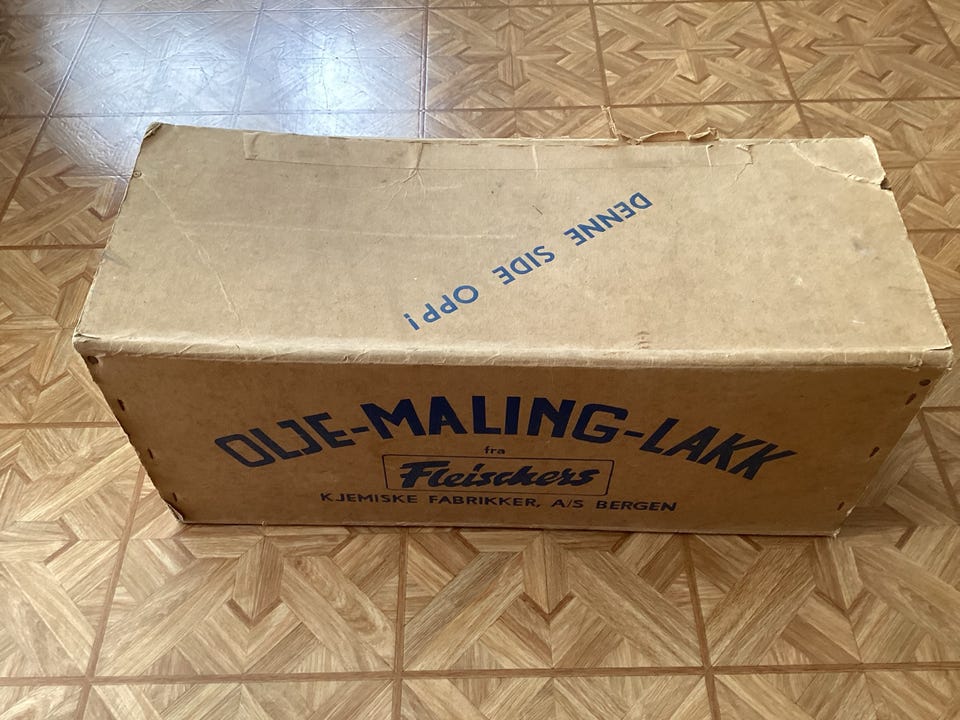 DENNE SIDE OPP!
OLJE-MALING-LAKK
fra
Fleischers
KJEMISKE FABRIKKER, A/S BERGEN